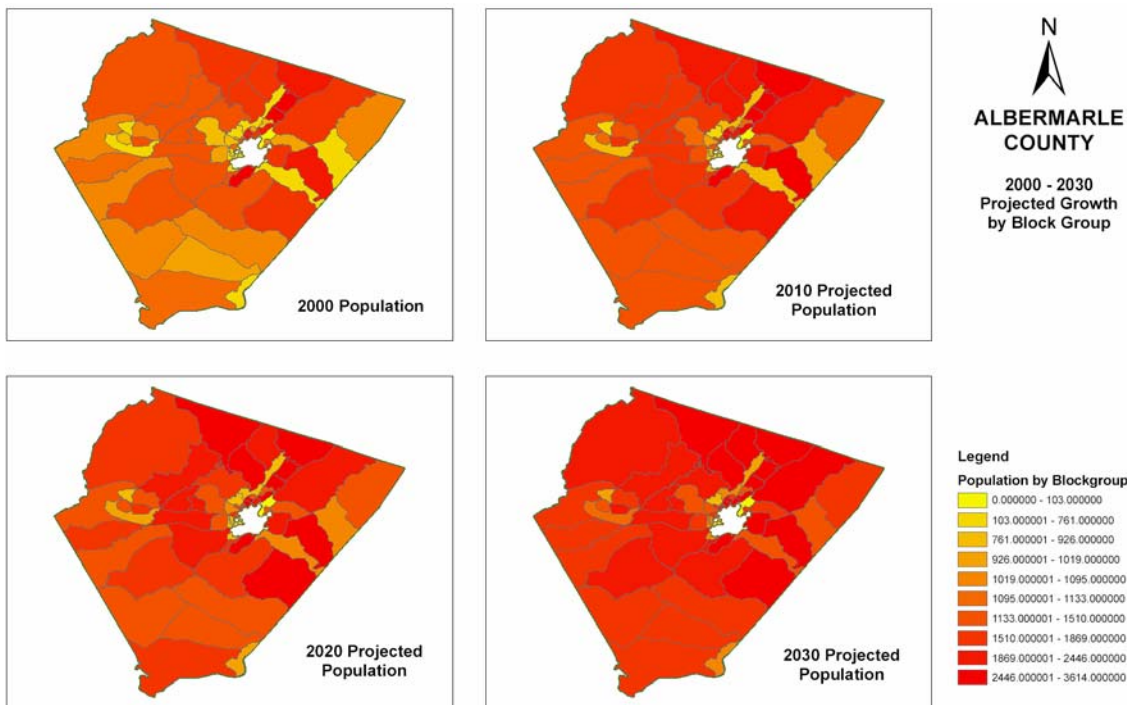 2000 Population
2010 Projected
Population
2020 Projected
Population
2030 Projected
Population
N
ALBERMARLE
COUNTY
2000 - 2030
Projected Growth
by Block Group
Legend
Population by Blockgroup
0.000000 - 103.000000
103.000001 - 761.000000
761.000001 - 926.000000
926.000001 - 1019.000000
1019.000001 - 1095.000000
1095.000001 - 1133.000000
1133.000001 - 1510.000000
1510.000001 - 1869.000000
1869.000001 - 2446.000000
2446.000001 - 3614.000000